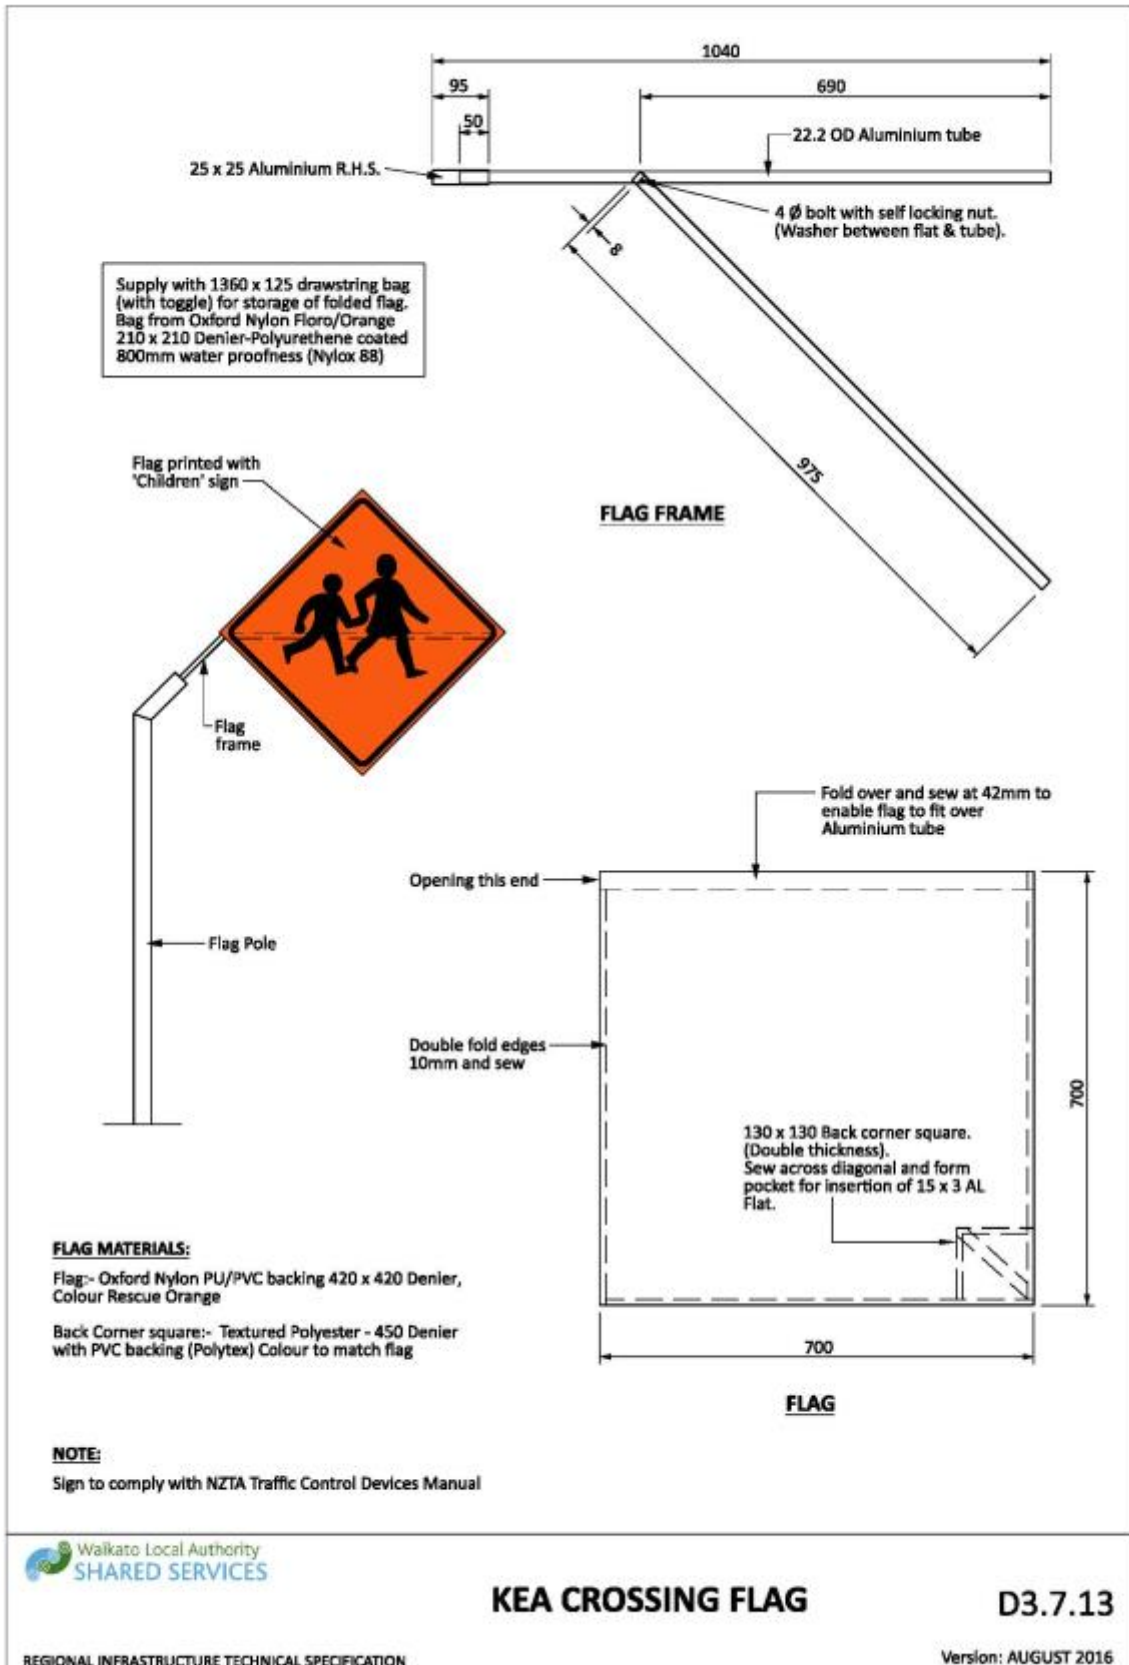 1040
95
690
50
22.2 OD Aluminium tube
25 x 25 Aluminium R.H.S.
4 Ø bolt with self locking nut.
(Washer between flat & tube).
8
Supply with 1360 x 125 drawstring bag
(with toggle) for storage of folded flag.
Bag from Oxford Nylon Floro/Orange
210 x 210 Denier-Polyurethene coated
800mm water proofness (Nylox 88)
975
Flag printed with
'Children' sign
FLAG FRAME
Flag
frame
Fold over and sew at 42mm to
enable flag to fit over
Aluminium tube
Opening this end
Flag Pole
Double fold edges
10mm and sew
700
130 x 130 Back corner square.
(Double thickness).
Sew across diagonal and form
pocket for insertion of 15 x 3 AL
Flat.
FLAG MATERIALS:
Flag:- Oxford Nylon PU/PVC backing 420 x 420 Denier,
Colour Rescue Orange
Back Corner square:- Textured Polyester - 450 Denier
with PVC backing (Polytex) Colour to match flag
700
FLAG
NOTE:
Sign to comply with NZTA Traffic Control Devices Manual
Waikato Local Authority
SHARED SERVICES
KEA CROSSING FLAG
D3.7.13
REGIONAL INFRASTRUCTURE TECHNICAL SPECIFICATION
Version: AUGUST 2016